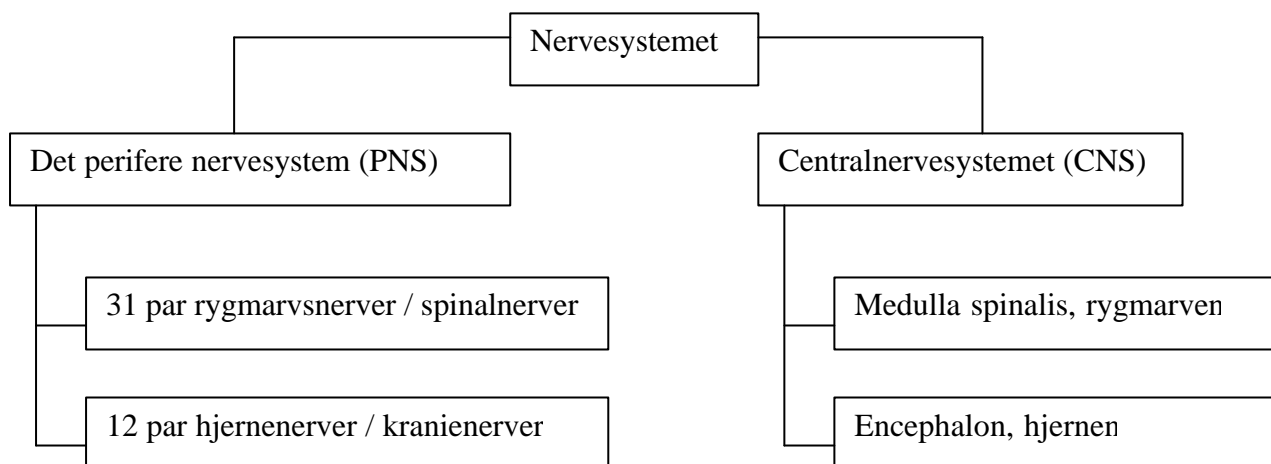 Nervesystemet
Det perifere nervesystem (PNS)
Centralnervesystemet (CNS)
31 par rygmarvsnerver / spinalnerver
Medulla spinalis, rygmarven
12 par hjernenerver / kranienerver
Encephalon, hjernen